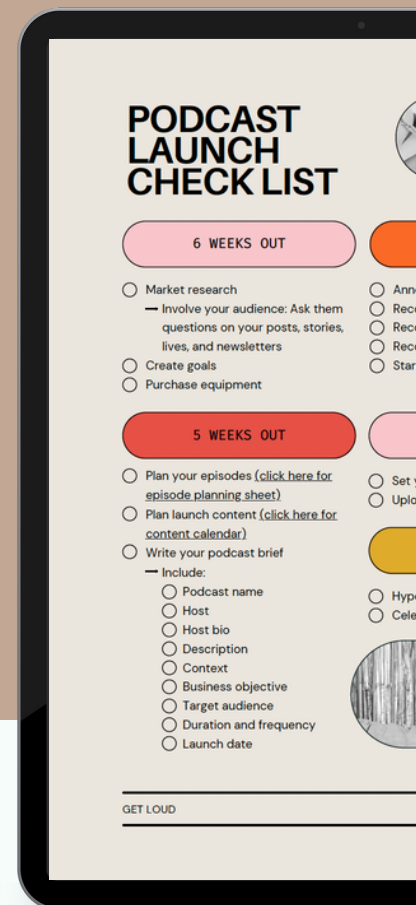 PODCAST
LAUNCH
CHECK LIST
6 WEEKS OUT
Market research
Involve your audience: Ask them
questions on your posts, stories,
lives, and newsletters
Create goals
Purchase equipment
5 WEEKS OUT
Plan your episodes (click here for
episode planning sheet)
Plan launch content (click here for
content calendar)
Write your podcast brief
Include:
Podcast name
Host
Host bio
Description
Context
Business objective
Target audience
Duration and frequency
Launch date
Set
GET LOUD